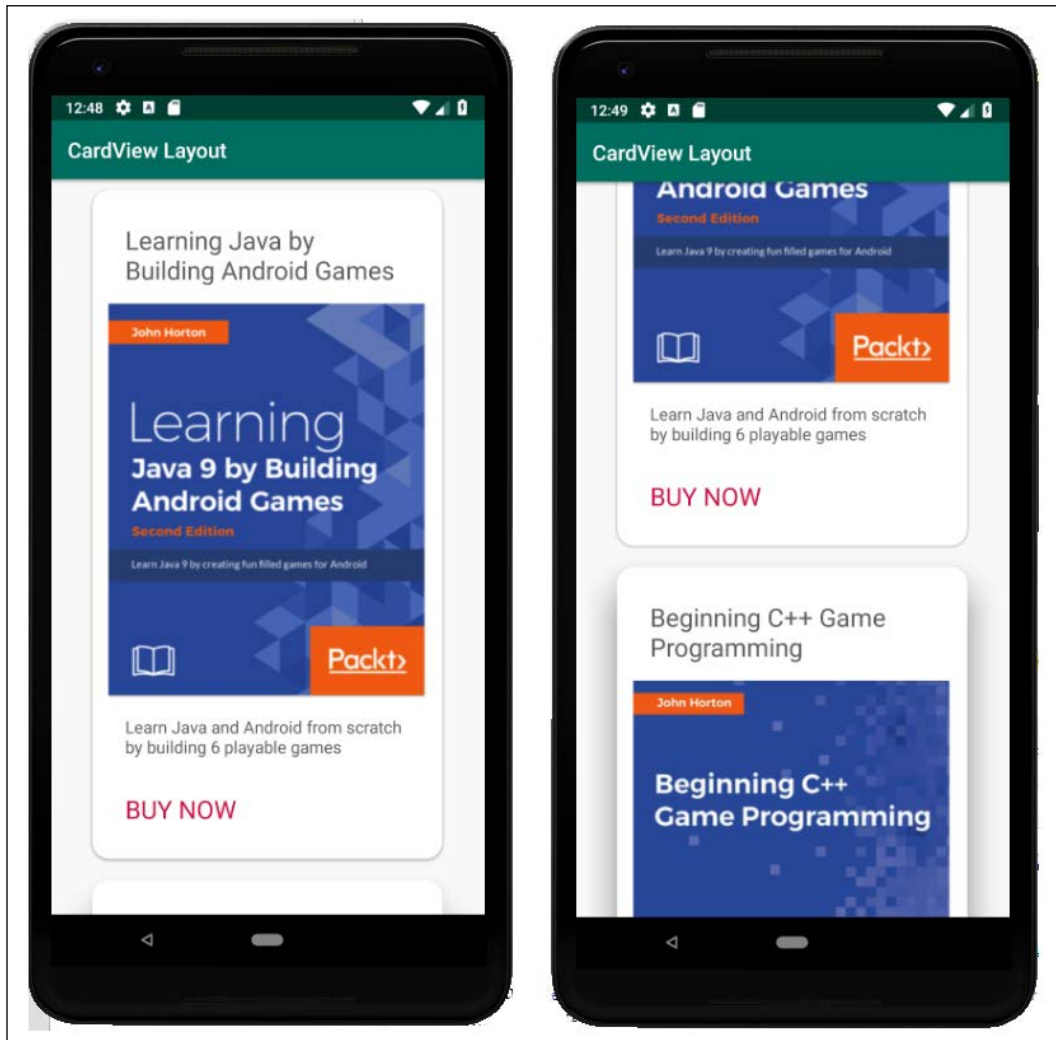 12:48
CardView Layout
Learning Java by
Building Android Games
John Horton
Learning
Java 9 by Building
Android Games
Second Edition
Learn Java 9 by creating fun filled games for Android
Packt>
Learn Java and Android from scratch
by building 6 playable games
BUY NOW
12:49
CardView Layout
Android Games
Second Edition
Learn Java 9 by creating fun filled games for Android
Packt>
Learn Java and Android from scratch
by building 6 playable games
BUY NOW
Beginning C++ Game
Programming
John Horton
Beginning C++
Game Programming